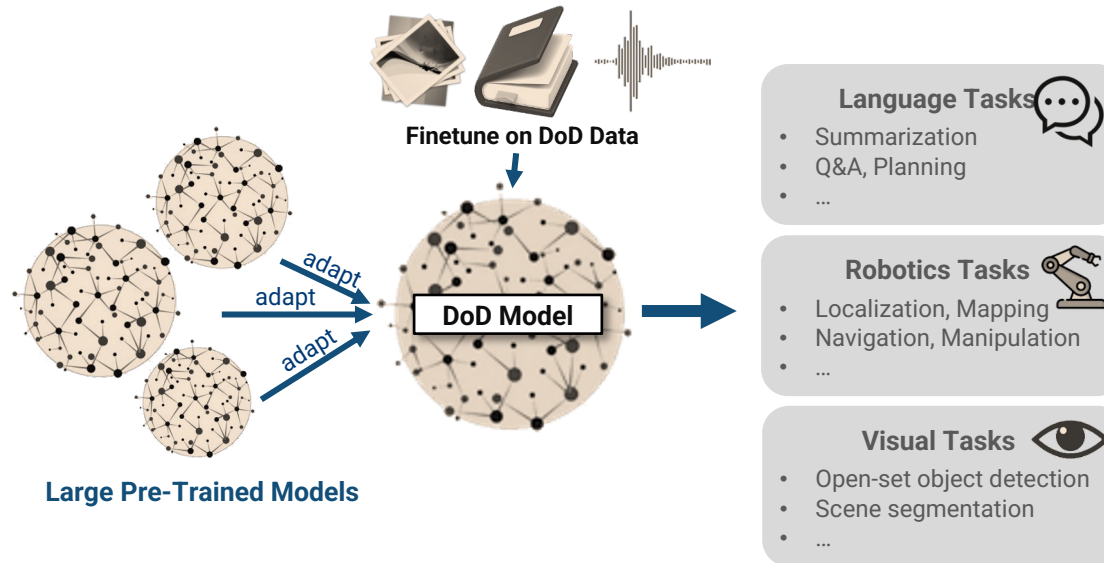 Finetune on DoD Data
adapt
adapt
adapt
DoD Model
Large Pre-Trained Models
Language Tasks
• Summarization
• Q&A, Planning
• …
Robotics Tasks
• Localization, Mapping
• Navigation, Manipulation
• …
Visual Tasks
• Open-set object detection
• Scene segmentation
• …